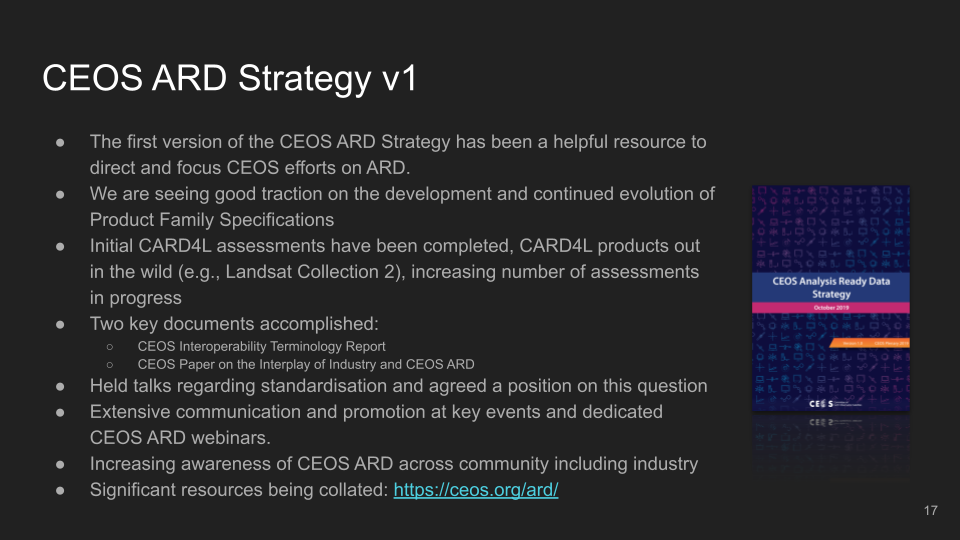 CEOS ARD Strategy v1
● The first version of the CEOS ARD Strategy has been a helpful resource to
direct and focus CEOS efforts on ARD.
● We are seeing good traction on the development and continued evolution of
Product Family Specifications
● Initial CARD4L assessments have been completed, CARD4L products out
in the wild (e.g., Landsat Collection 2), increasing number of assessments
in progress
● Two key documents accomplished:
○ CEOS Interoperability Terminology Report
○ CEOS Paper on the Interplay of Industry and CEOS ARD
● Held talks regarding standardisation and agreed a position on this question
● Extensive communication and promotion at key events and dedicated
CEOS ARD webinars.
● Increasing awareness of CEOS ARD across community including industry
● Significant resources being collated: https://ceos.org/ard/
CEOS Analysis Ready Data
Strategy
October 2019
CEOS
17